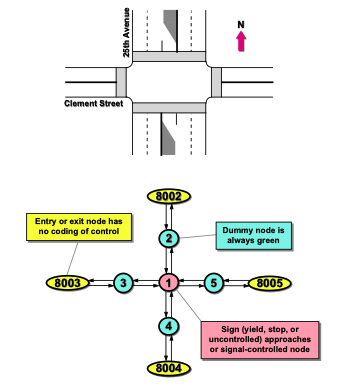 25th Avenue
N
Clement Street
8002
Entry or exit node has
no coding of control
2
Dummy node is
always green
8003
3
1
5
8005
4
Sign (yield, stop, or
uncontrolled) approaches
or signal-controlled node
8004